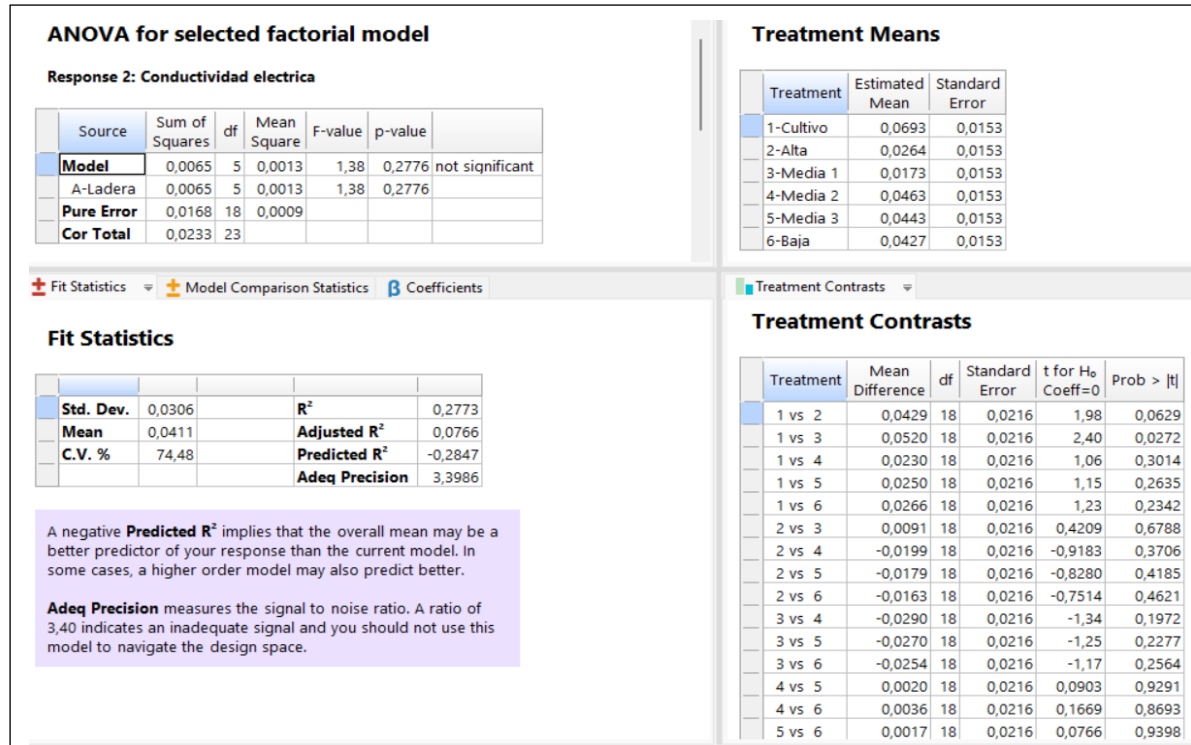 ANOVA for selected factorial model
Response 2: Conductividad electrica
Source Sum of Squares df Mean Square F-value p-value
Model 0,0065 5 0,0013 1,38 0,2776 not significant
A-Ladera 0,0065 5 0,0013 1,38 0,2776
Pure Error 0,0168 18 0,0009
Cor Total 0,0233 23
Treatment Means
Treatment Estimated Mean Standard Error
1-Cultivo 0,0693 0,0153
2-Alta 0,0264 0,0153
3-Media 1 0,0173 0,0153
4-Media 2 0,0463 0,0153
5-Media 3 0,0443 0,0153
6-Baja 0,0427 0,0153
Fit Statistics Model Comparison Statistics β Coefficients
Fit Statistics
Std. Dev. 0,0306 R² 0,2773
Mean 0,0411 Adjusted R² 0,0766
C.V. % 74,48 Predicted R² -0,2847
Adeq Precision 3,3986
A negative Predicted R² implies that the overall mean may be a
better predictor of your response than the current model. In
some cases, a higher order model may also predict better.
Adeq Precision measures the signal to noise ratio. A ratio of
3,40 indicates an inadequate signal and you should not use this
model to navigate the design space.
Treatment Contrasts
Treatment Contrasts
Treatment Mean Difference df Standard Error t for H₀ Coeff=0 Prob > |t|
1 vs 2 0,0429 18 0,0216 1,98 0,0629
1 vs 3 0,0520 18 0,0216 2,40 0,0272
1 vs 4 0,0230 18 0,0216 1,06 0,3014
1 vs 5 0,0250 18 0,0216 1,15 0,2635
1 vs 6 0,0266 18 0,0216 1,23 0,2342
2 vs 3 0,0091 18 0,0216 0,4209 0,6788
2 vs 4 -0,0199 18 0,0216 -0,9183 0,3706
2 vs 5 -0,0179 18 0,0216 -0,8280 0,4185
2 vs 6 -0,0163 18 0,0216 -0,7514 0,4621
3 vs 4 -0,0290 18 0,0216 -1,34 0,1972
3 vs 5 -0,0270 18 0,0216 -1,25 0,2277
3 vs 6 -0,0254 18 0,0216 -1,17 0,2564
4 vs 5 0,0020 18 0,0216 0,0903 0,9291
4 vs 6 0,0036 18 0,0216 0,1669 0,8693
5 vs 6 0,0017 18 0,0216 0,0766 0,9398